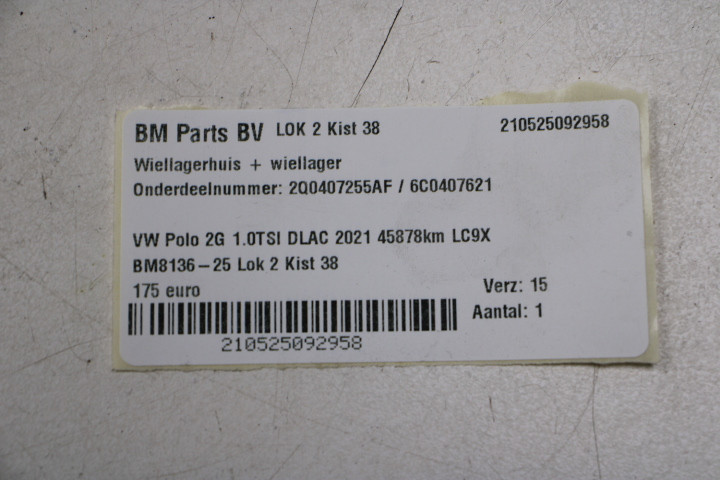 BM Parts BV LOK 2 Kist 38 210525092958
Wiellagerhuis + wiellager
Onderdeelnummer: 2Q0407255AF / 6C0407621
VW Polo 2G 1.0TSI DLAC 2021 45878km LC9X
BM8136-25 Lok 2 Kist 38
175 euro Verz: 15
Aantal: 1
210525092958